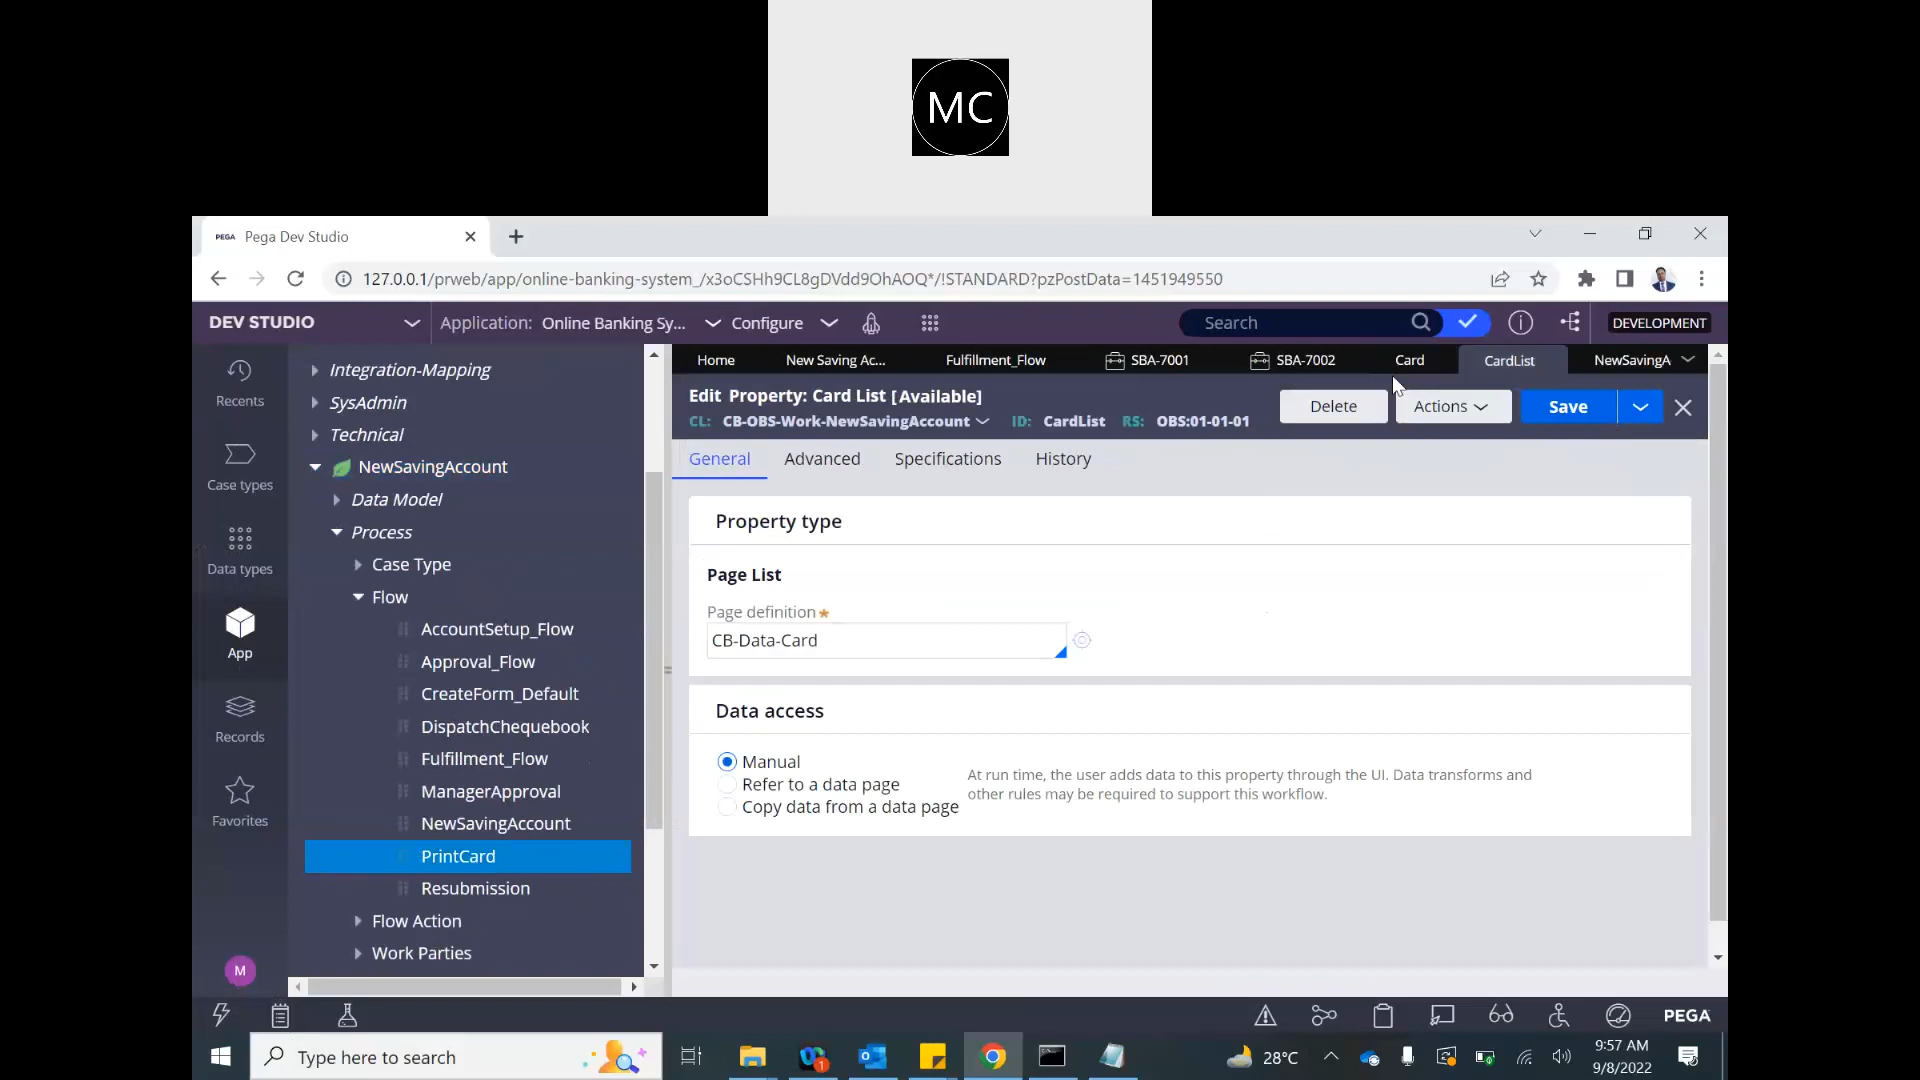 MC
PEGA Pega Dev Studio
127.0.0.1/prweb/app/online-banking-system_/x3oCSHh9CL8gDVdd9OhAOQ*/!STANDARD?pzPostData=1451949550
DEV STUDIO
Application: Online Banking Sy...
Configure
Search
DEVELOPMENT
Recents
Case types
Data types
App
Records
Favorites
M
Integration-Mapping
SysAdmin
Technical
NewSavingAccount
Data Model
Process
Case Type
Flow
AccountSetup_Flow
Approval_Flow
CreateForm_Default
DispatchChequebook
Fulfillment_Flow
ManagerApproval
NewSavingAccount
PrintCard
Resubmission
Flow Action
Work Parties
Home
New Saving Ac...
Fulfillment_Flow
SBA-7001
SBA-7002
Card
CardList
NewSavingA
Edit Property: Card List [Available]
CL: CB-OBS-Work-NewSavingAccount ID: CardList RS: OBS:01-01-01
Delete
Actions
Save
General
Advanced
Specifications
History
Property type
Page List
Page definition★
CB-Data-Card
Data access
Manual
Refer to a data page
Copy data from a data page
At run time, the user adds data to this property through the UI. Data transforms and
other rules may be required to support this workflow.
PEGA
Type here to search
1
28°C
9:57 AM
9/8/2022